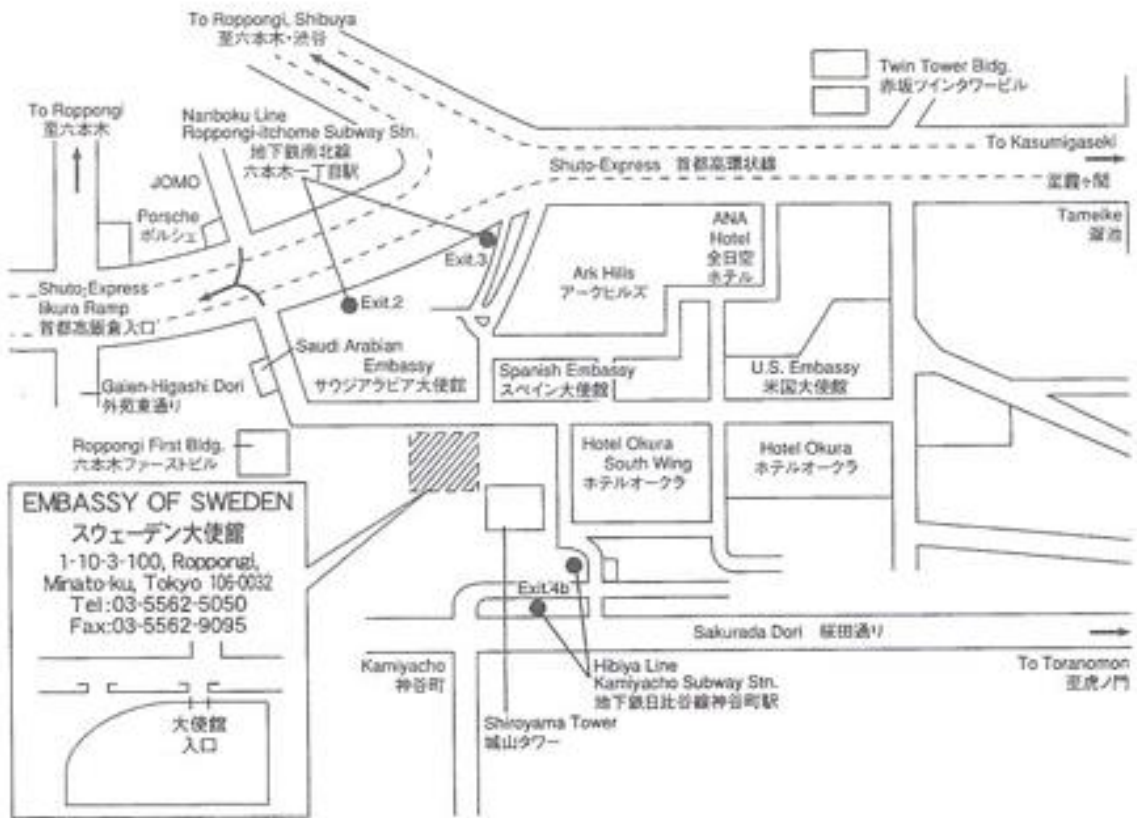 To Roppongi, Shibuya
至六本木・渋谷
Twin Tower Bldg.
赤坂ツインタワービル
To Roppongi
至六本木
Nanboku Line
Roppongi-itchome Subway Stn.
地下鉄南北線
六本木一丁目駅
To Kasumigaseki
至霞ヶ関
Shuto-Express 首都高環状線
JOMO
Porsche
ポルシェ
ANA
Hotel
全日空
ホテル
Tameike
溜池
Exit.3
Ark Hills
アークヒルズ
Shuto-Express
Iikura Ramp
首都高飯倉入口
Exit.2
Saudi Arabian
Embassy
サウジアラビア大使館
Spanish Embassy
スペイン大使館
U.S. Embassy
米国大使館
Gaien-Higashi Dori
外苑東通り
Roppongi First Bldg.
六本木ファーストビル
Hotel Okura
South Wing
ホテルオークラ
Hotel Okura
ホテルオークラ
EMBASSY OF SWEDEN
スウェーデン大使館
1-10-3-100, Roppongi,
Minato-ku, Tokyo 106-0032
Tel:03-5562-5050
Fax:03-5562-9095
Exit.4b
Sakurada Dori 桜田通り
Kamiyacho
神谷町
Hibiya Line
Kamiyacho Subway Stn.
地下鉄日比谷線神谷町駅
To Toranomon
至虎ノ門
Shiroyama Tower
城山タワー
大使館
入口